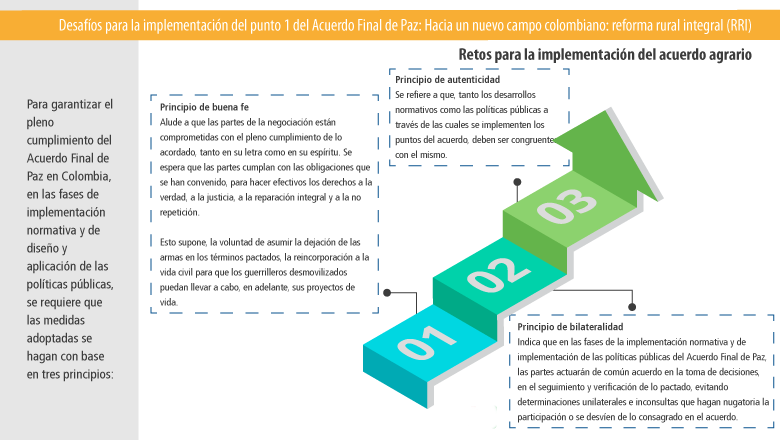 Desafíos para la implementación del punto 1 del Acuerdo Final de Paz: Hacia un nuevo campo colombiano: reforma rural integral (RRI)
Retos para la implementación del acuerdo agrario
Para garantizar el
pleno
cumplimiento del
Acuerdo Final de
Paz en Colombia,
en las fases de
implementación
normativa y de
diseño y
aplicación de las
políticas públicas,
se requiere que
las medidas
adoptadas se
hagan con base
en tres principios:
Principio de buena fe
Alude a que las partes de la negociación están
comprometidas con el pleno cumplimiento de lo
acordado, tanto en su letra como en su espíritu. Se
espera que las partes cumplan con las obligaciones que
se han convenido, para hacer efectivos los derechos a la
verdad, a la justicia, a la reparación integral y a la no
repetición.
Esto supone, la voluntad de asumir la dejación de las
armas en los términos pactados, la reincorporación a la
vida civil para que los guerrilleros desmovilizados
puedan llevar a cabo, en adelante, sus proyectos de
vida.
Principio de autenticidad
Se refiere a que, tanto los desarrollos
normativos como las políticas públicas a
través de las cuales se implementen los
puntos del acuerdo, deben ser congruentes
con el mismo.
03
02
01
Principio de bilateralidad
Indica que en las fases de la implementación normativa y de
implementación de las políticas públicas del Acuerdo Final de Paz,
las partes actuarán de común acuerdo en la toma de decisiones,
en el seguimiento y verificación de lo pactado, evitando
determinaciones unilaterales e inconsultas que hagan nugatoria la
participación o se desvíen de lo consagrado en el acuerdo.